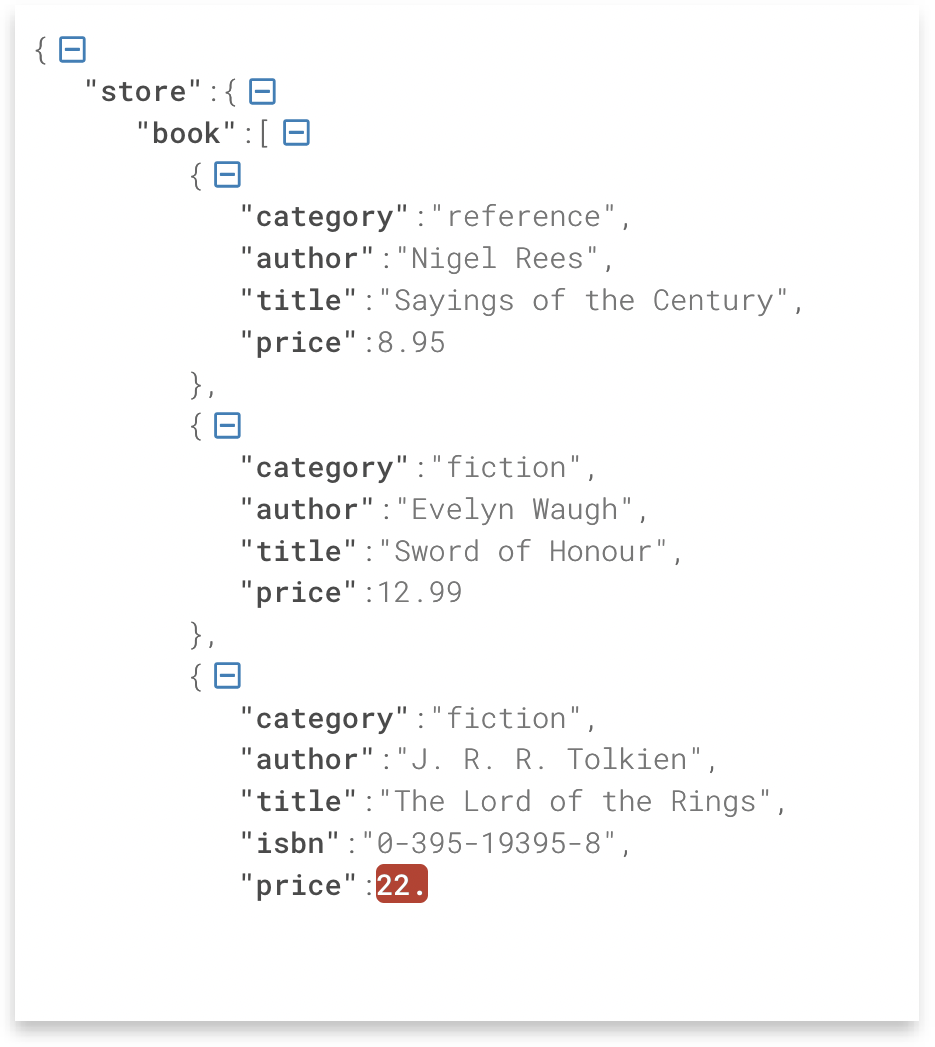 {
"store":{
"book":[
{
"category":"reference",
"author":"Nigel Rees",
"title":"Sayings of the Century",
"price":8.95
},
{
"category":"fiction",
"author":"Evelyn Waugh",
"title":"Sword of Honour",
"price":12.99
},
{
"category":"fiction",
"author":"J. R. R. Tolkien",
"title":"The Lord of the Rings",
"isbn":"0-395-19395-8",
"price":22.